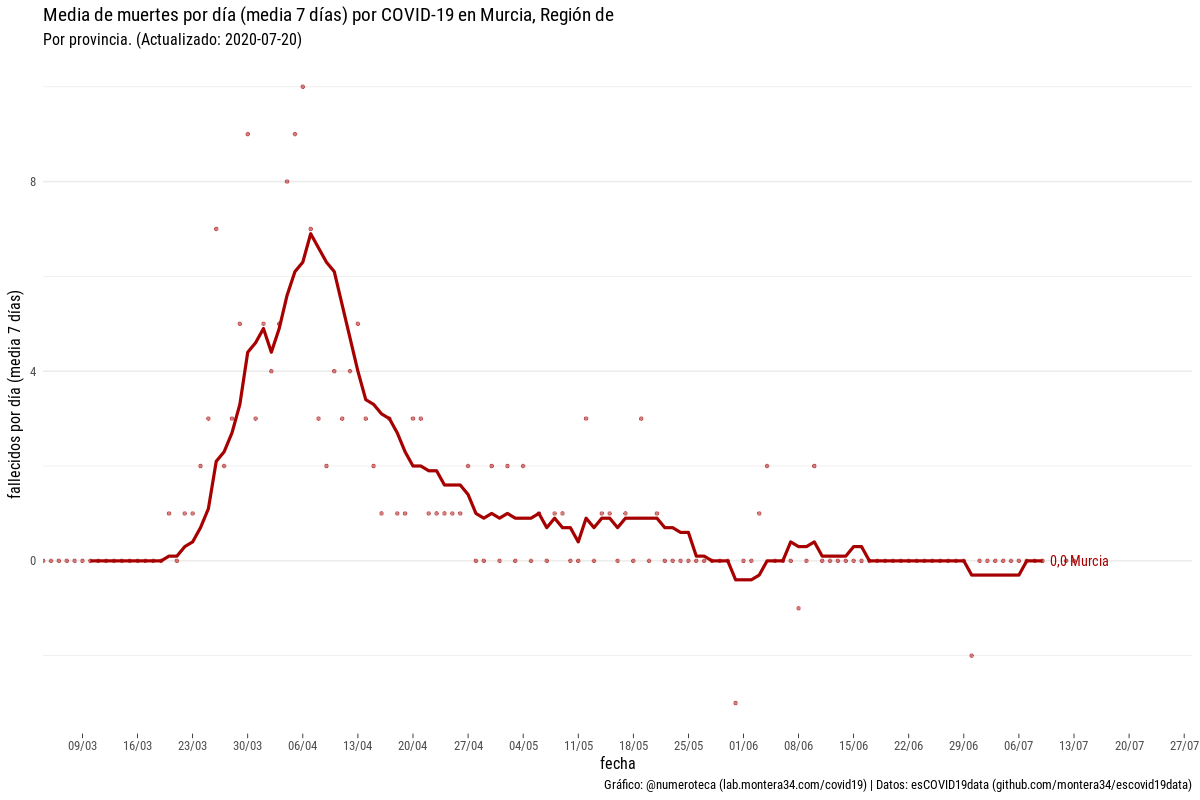 Media de muertes por día (media 7 días) por COVID-19 en Murcia, Región de
Por provincia. (Actualizado: 2020-07-20)
fallecidos por día (media 7 días)
8
4
0
0,0 Murcia
09/03 16/03 23/03 30/03 06/04 13/04 20/04 27/04 04/05 11/05 18/05 25/05 01/06 08/06 15/06 22/06 29/06 06/07 13/07 20/07 27/07
fecha
Gráfico: @numeroteca (lab.montera34.com/covid19) | Datos: esCOVID19data (github.com/montera34/escovid19data)